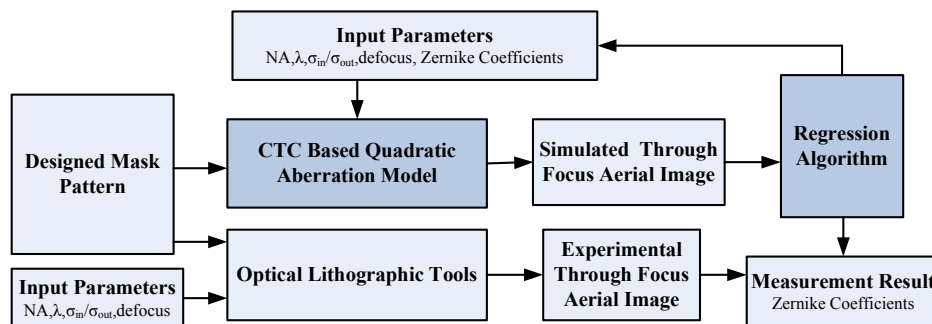 Input Parameters
NA,λ,σin/σout,defocus, Zernike Coefficients
Designed Mask
Pattern
CTC Based Quadratic
Aberration Model
Simulated Through
Focus Aerial Image
Regression
Algorithm
Input Parameters
NA,λ,σin/σout,defocus
Optical Lithographic Tools
Experimental
Through Focus
Aerial Image
Measurement Result
Zernike Coefficients